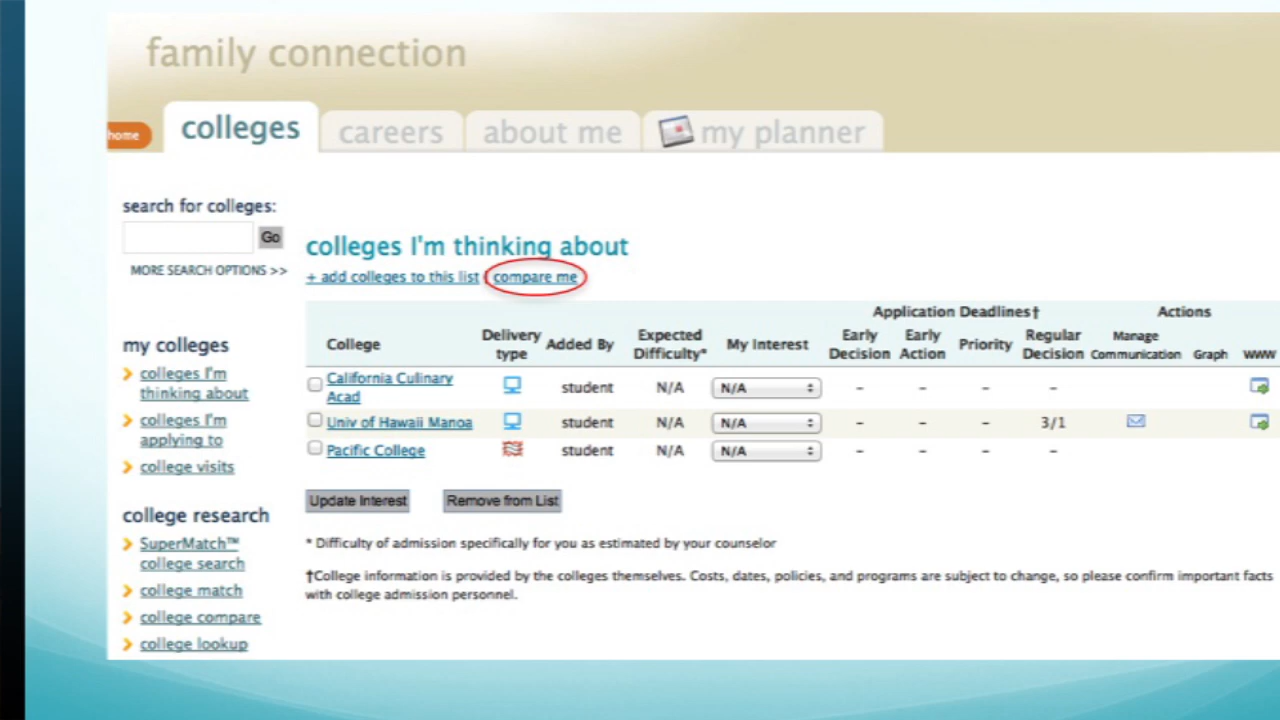 family connection
home
colleges
careers
about me
my planner
search for colleges:
Go
MORE SEARCH OPTIONS >>
my colleges
colleges I'm
thinking about
colleges I'm
applying to
college visits
college research
SuperMatch™
college search
college match
college compare
college lookup
colleges I'm thinking about
+ add colleges to this list | compare me
Application Deadlines† Actions
College Delivery type Added By Expected Difficulty* My Interest Early Decision Early Action Priority Regular Decision Manage Communication Graph WWW
California Culinary Acad student N/A N/A - - - -
Univ of Hawaii Manoa student N/A N/A - - - 3/1
Pacific College student N/A N/A - - - -
Update Interest Remove from List
* Difficulty of admission specifically for you as estimated by your counselor
†College information is provided by the colleges themselves. Costs, dates, policies, and programs are subject to change, so please confirm important facts
with college admission personnel.